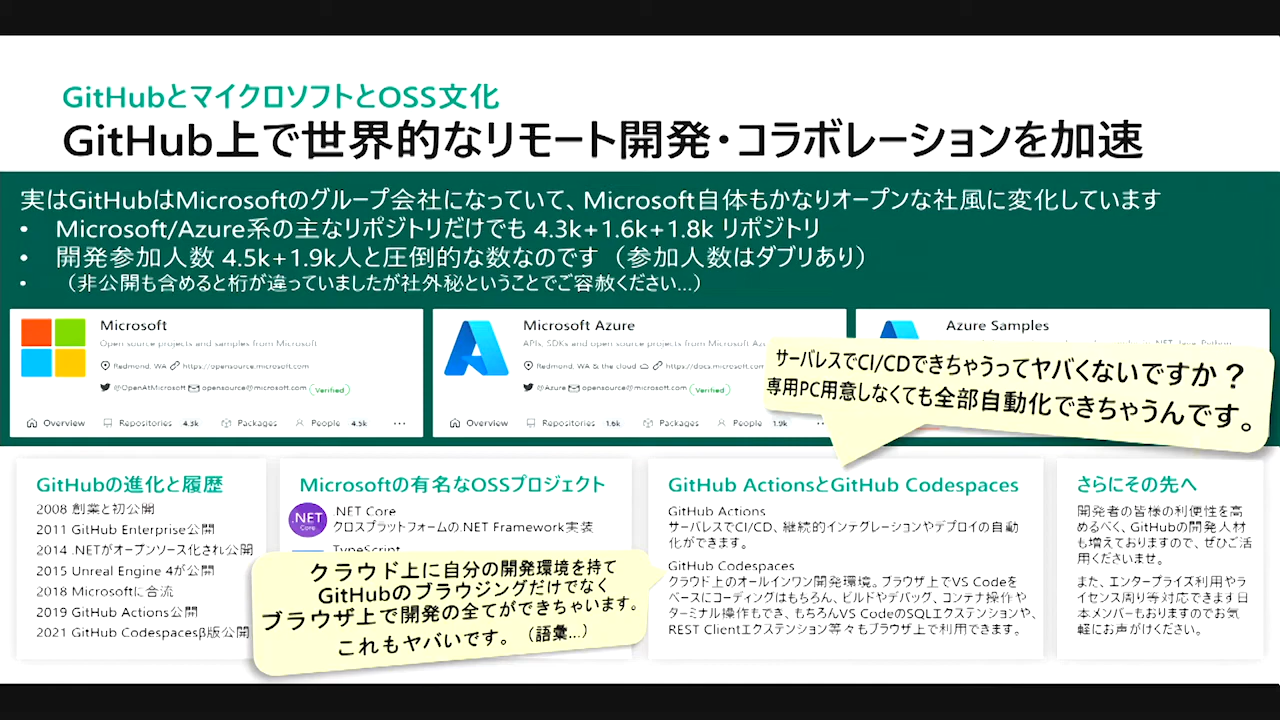 GitHubとマイクロソフトとOSS文化
GitHub上で世界的なリモート開発・コラボレーションを加速
実はGitHubはMicrosoftのグループ会社になっていて、Microsoft自体もかなりオープンな社風に変化しています
• Microsoft/Azure系の主なリポジトリだけでも 4.3k+1.6k+1.8k リポジトリ
• 開発参加人数 4.5k+1.9k人と圧倒的な数なのです （参加人数はダブりあり）
• （非公開も含めると桁が違っていましたが社外秘ということでご容赦ください...）
Microsoft
Open source projects and samples from Microsoft
Redmond, WA https://opensource.microsoft.com
@OpenAtMicrosoft opensource@microsoft.com Verified
Overview Repositories 4.3k Packages People 4.5k ...
Microsoft Azure
APIs, SDKs and open source projects from Microsoft
Redmond, WA & the cloud https://docs.microsoft.com
@Azure opensource@microsoft.com Verified
Overview Repositories 1.6k Packages People 1.9k
Azure Samples
サーバレスでCI/CDできちゃうってヤバくないですか？
専用PC用意しなくても全部自動化できちゃうんです。
GitHubの進化と履歴
2008 創業と初公開
2011 GitHub Enterprise公開
2014 .NETがオープンソース化され公開
2015 Unreal Engine 4が公開
2018 Microsoftに合流
2019 GitHub Actions公開
2021 GitHub Codespacesβ版公開
Microsoftの有名なOSSプロジェクト
.NET
Core
.NET Core
クロスプラットフォームの.NET Framework実装
TypeScript
クラウド上に自分の開発環境を持て
GitHubのブラウジングだけでなく
ブラウザ上で開発の全てができちゃいます。
これもヤバいです。（語彙...）
GitHub ActionsとGitHub Codespaces
GitHub Actions
サーバレスでCI/CD、継続的インテグレーションやデプロイの自動
化ができます。
GitHub Codespaces
クラウド上のオールインワン開発環境。ブラウザ上でVS Codeを
ベースにコーディングはもちろん、ビルドやデバッグ、コンテナ操作や
ターミナル操作もでき、もちろんVS CodeのSQLエクステンションや、
REST Clientエクステンション等々もブラウザ上で利用できます。
さらにその先へ
開発者の皆様の利便性を高
めるべく、GitHubの開発人材
も増えておりますので、ぜひご活
用くださいませ。
また、エンタープライズ利用やラ
イセンス周り等対応できます日
本メンバーもおりますのでお気
軽にお声がけください。